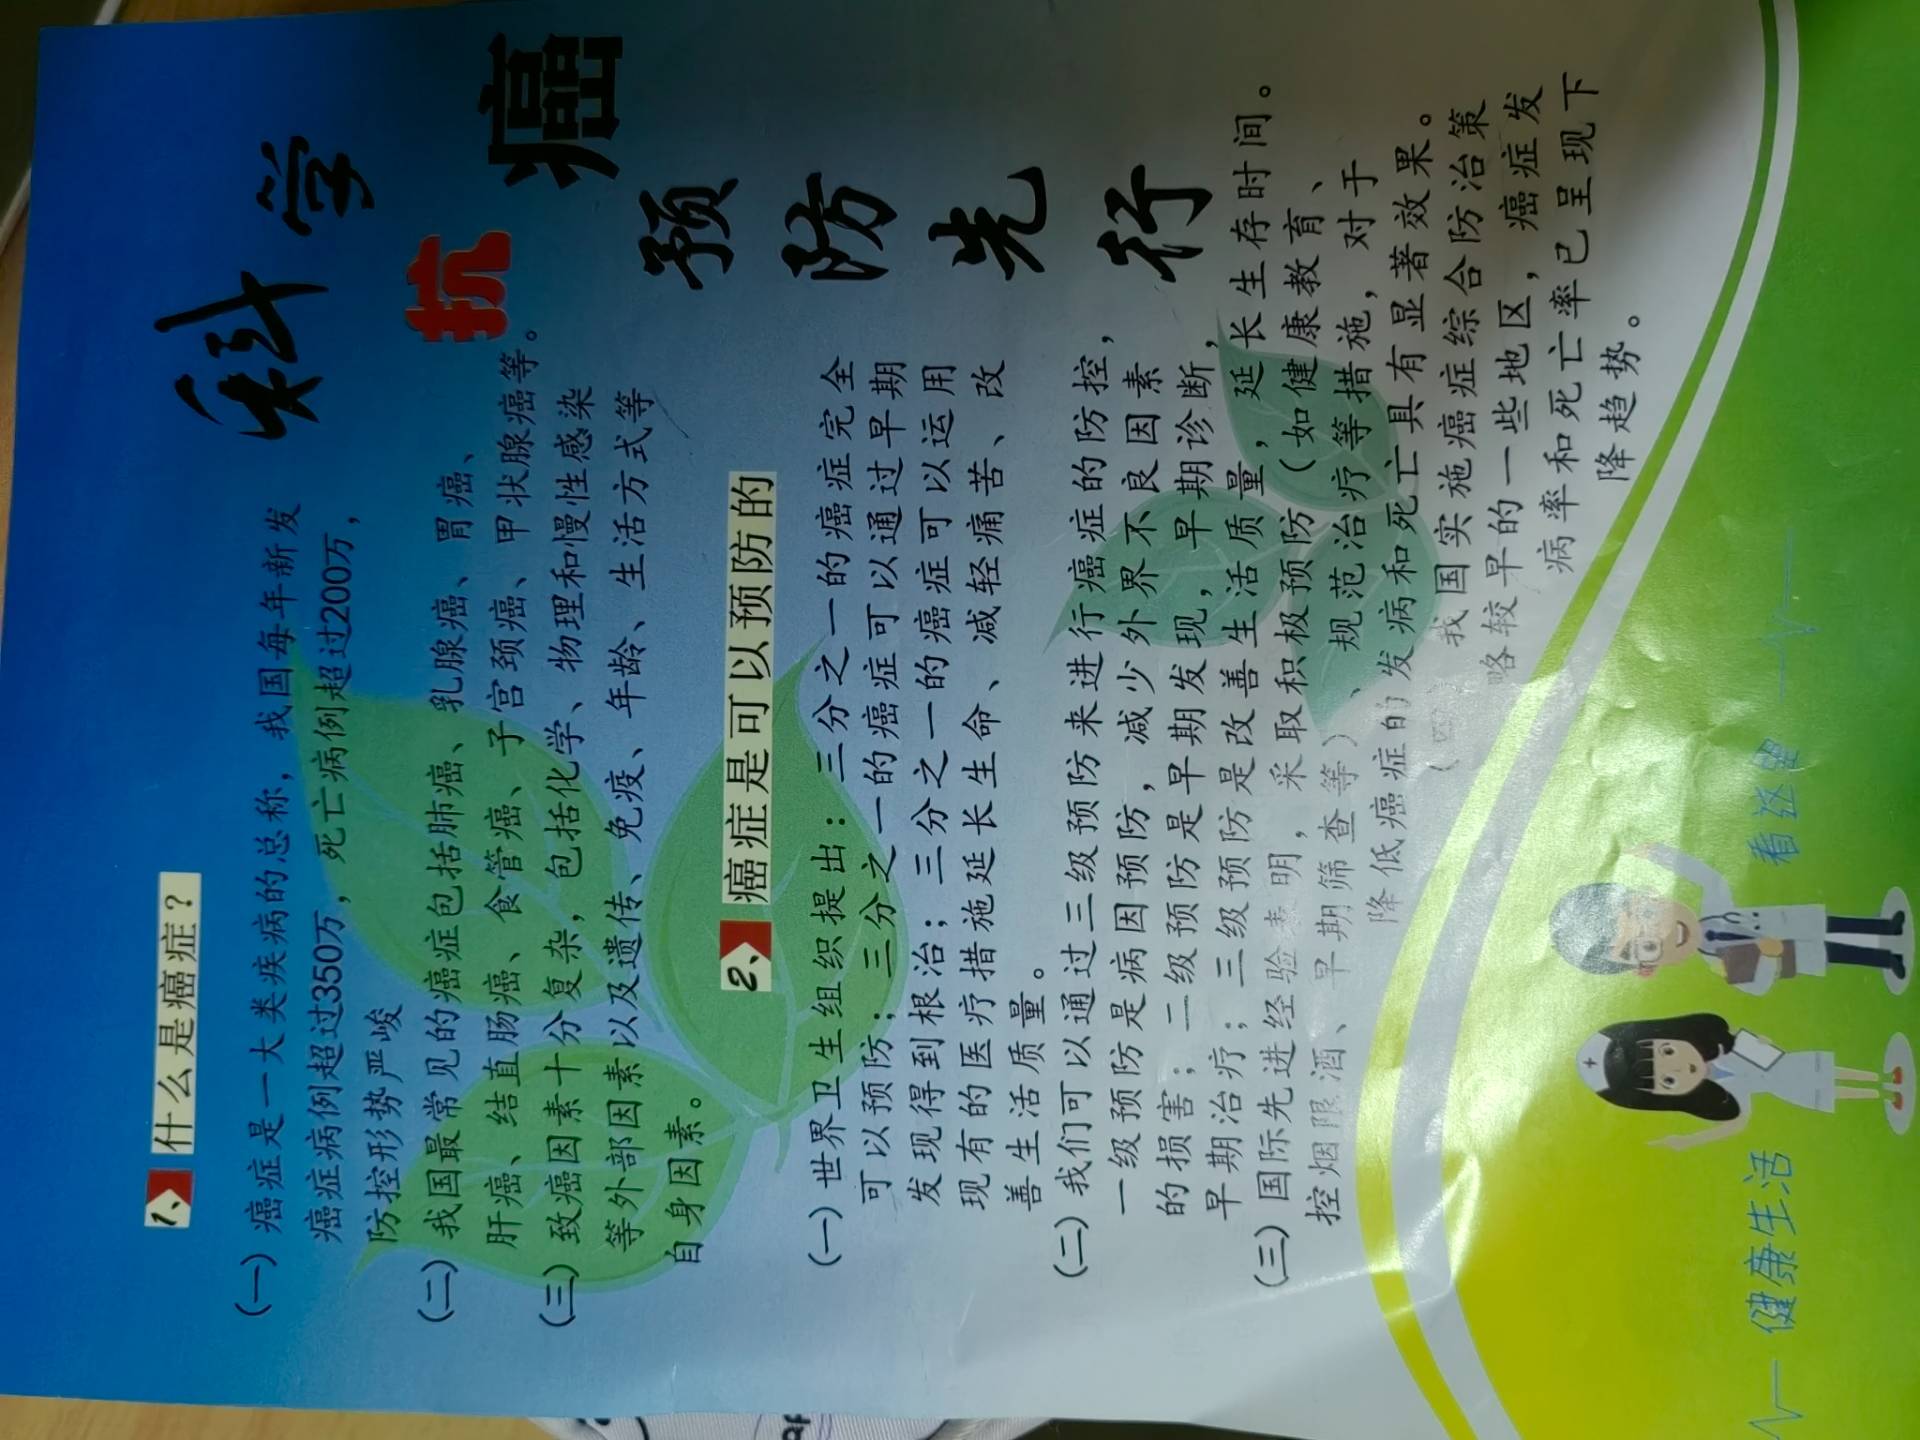 科学
抗癌
预防先行
1、什么是癌症？
(一)癌症是一大类疾病的总称，我国每年新发
癌症病例超过350万，死亡病例超过200万，
防控形势严峻
(二)我国最常见的癌症包括肺癌、乳腺癌、胃癌、
肝癌、结直肠癌、食管癌、子宫颈癌、甲状腺癌等。
(三)致癌因素十分复杂，包括化学、物理和慢性感染
等外部因素以及遗传、免疫、年龄、生活方式等
自身因素。
2、癌症是可以预防的
(一)世界卫生组织提出：三分之一的癌症完全
可以预防；三分之一的癌症可以通过早期
发现得到根治；三分之一的癌症可以运用
现有的医疗措施延长生命、减轻痛苦、改
善生活质量。
(二)我们可以通过三级预防来进行癌症的防控，
一级预防是病因预防，减少外界不良因素
的损害；二级预防是早期发现，早期诊断，
早期治疗；三级预防是改善生活质量，延长生存时间。
(三)国际先进经验表明，采取积极预防（如健康教育、
控烟限酒、早期筛查等）、规范治疗等措施，对于
降低癌症的发病和死亡具有显著效果。
我国实施癌症综合防治策
略较早的一些地区，癌症发
病率和死亡率已呈现下
降趋势。
健康生活 看这里